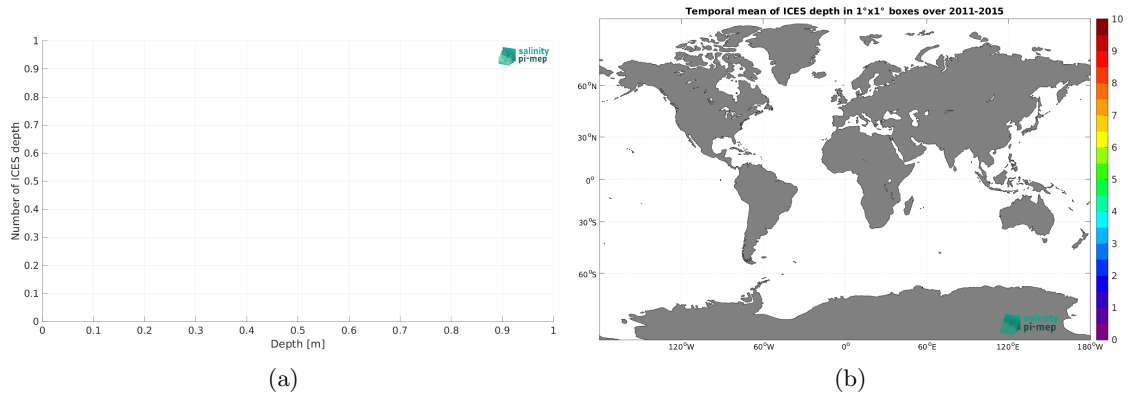 Temporal mean of ICES depth in 1°x1° boxes over 2011-2015
1
0.9
0.8
0.7
0.6
0.5
0.4
0.3
0.2
0.1
0
Number of ICES depth
salinity
pi-mep
0 0.1 0.2 0.3 0.4 0.5 0.6 0.7 0.8 0.9 1
Depth [m]
(a)
60°N
30°N
0°
30°S
60°S
120°W 60°W 0° 60°E 120°E 180°W
salinity
pi-mep
10
9
8
7
6
5
4
3
2
1
0
(b)